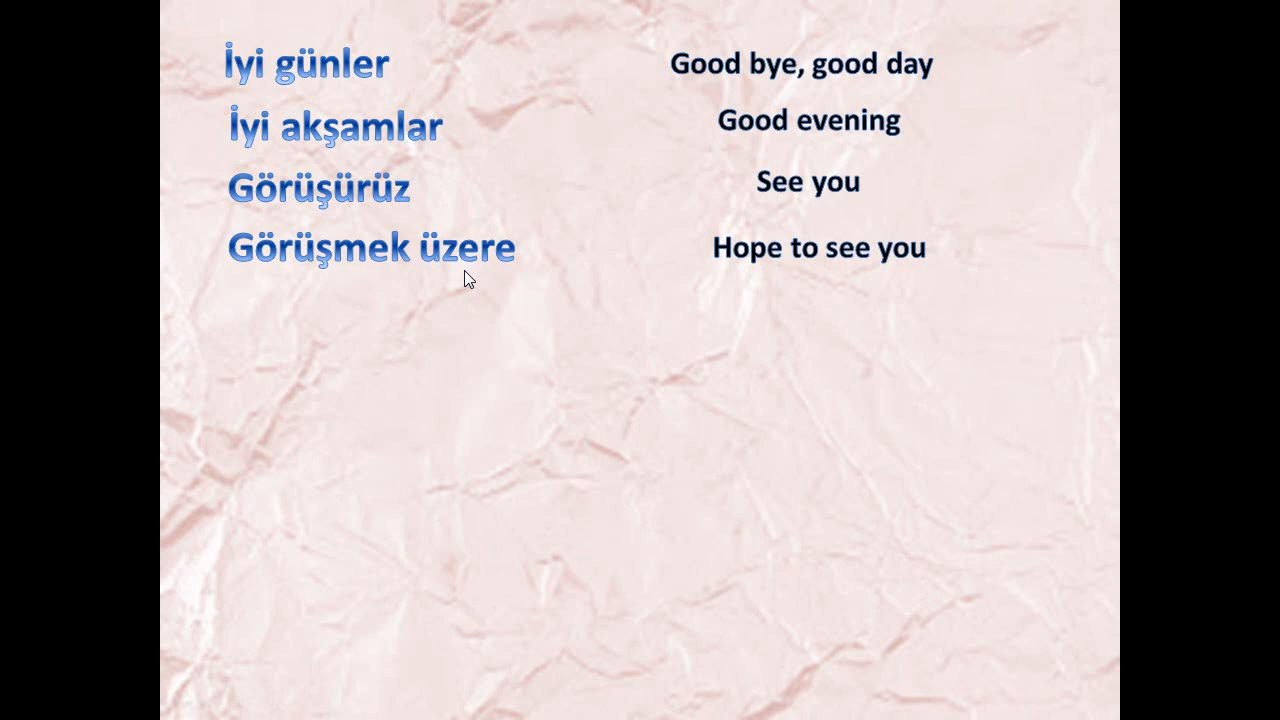 İyi günler Good bye, good day
İyi akşamlar Good evening
Görüşürüz See you
Görüşmek üzere Hope to see you